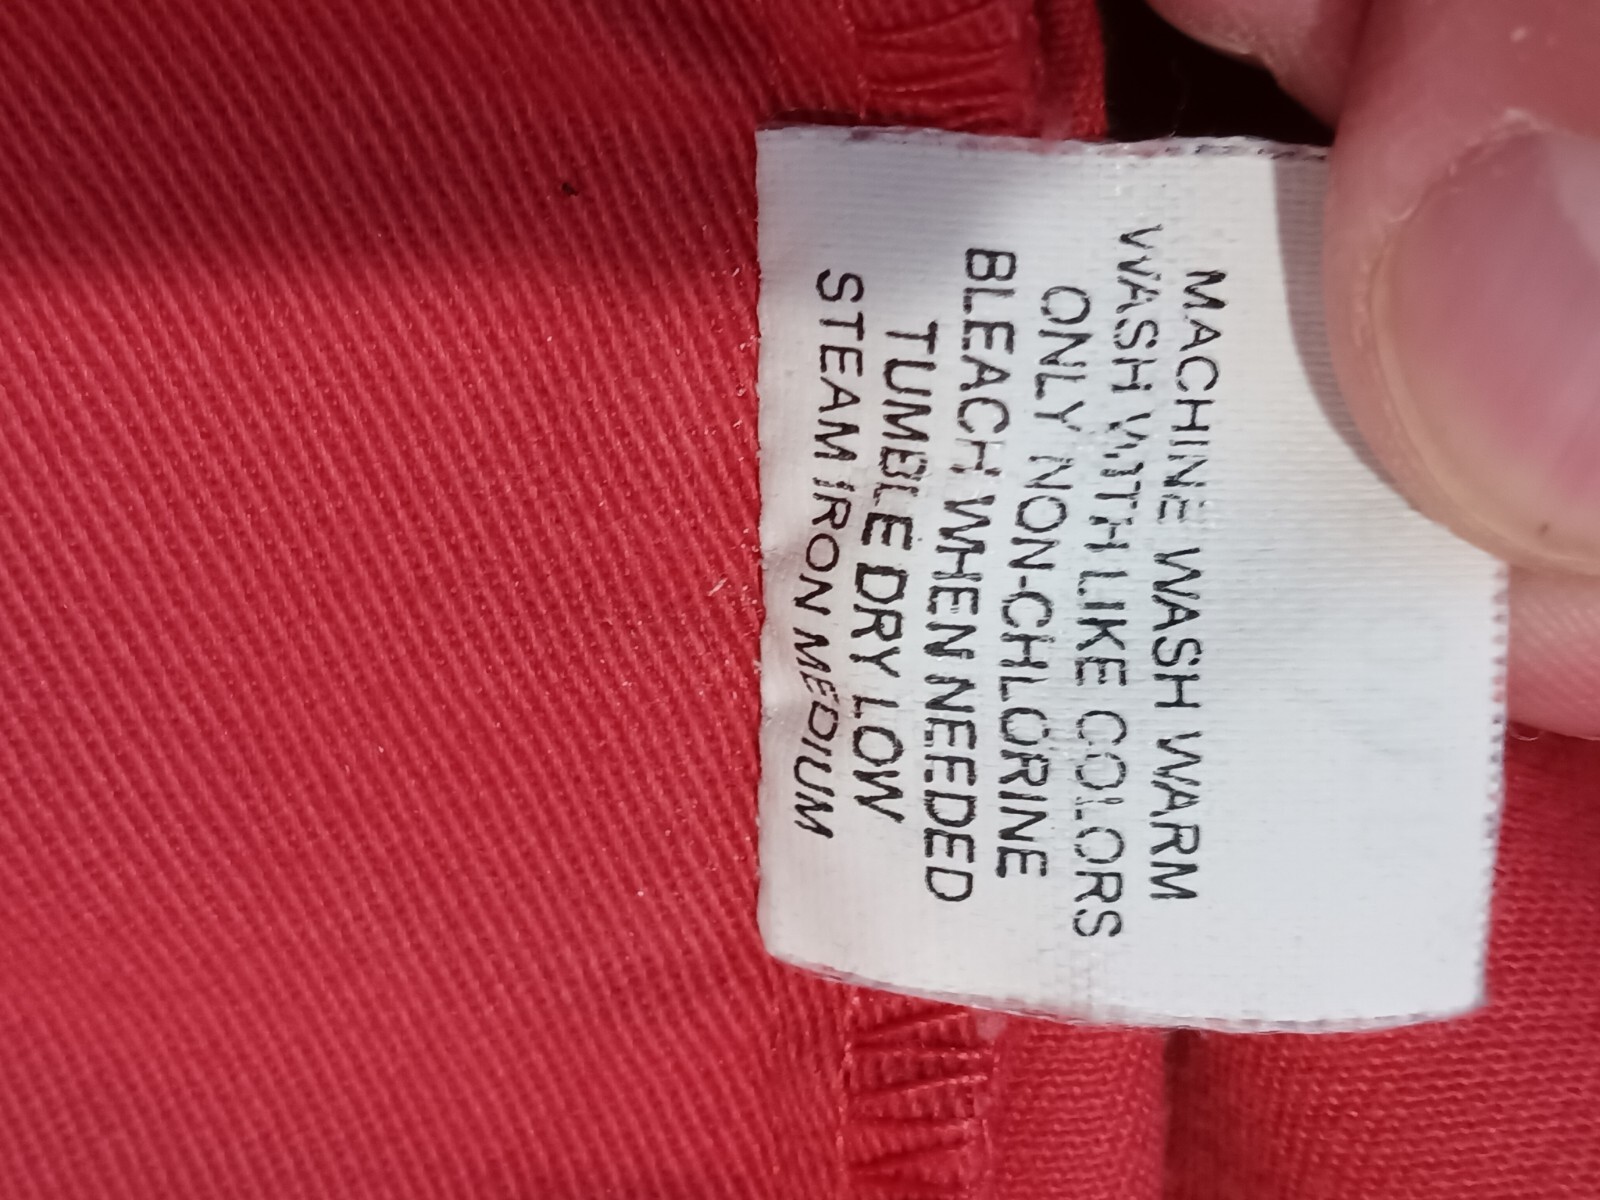 MACHINE WASH WARM
WASH WITH LIKE COLORS
ONLY NON-CHLORINE
BLEACH WHEN NEEDED
TUMBLE DRY LOW
STEAM IRON MEDIUM